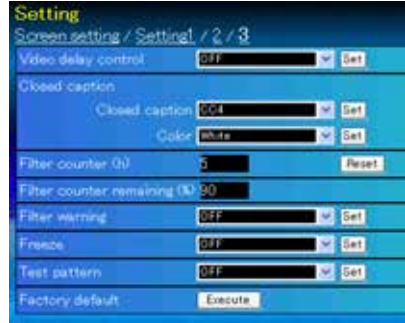 Setting
Screen setting / Setting1 / 2 / 3
Video delay control OFF Set
Closed caption
Closed caption CC4 Set
Color White Set
Filter counter (h) 5 Reset
Filter counter remaining (%) 90
Filter warning OFF Set
Freeze OFF Set
Test pattern OFF Set
Factory default Execute